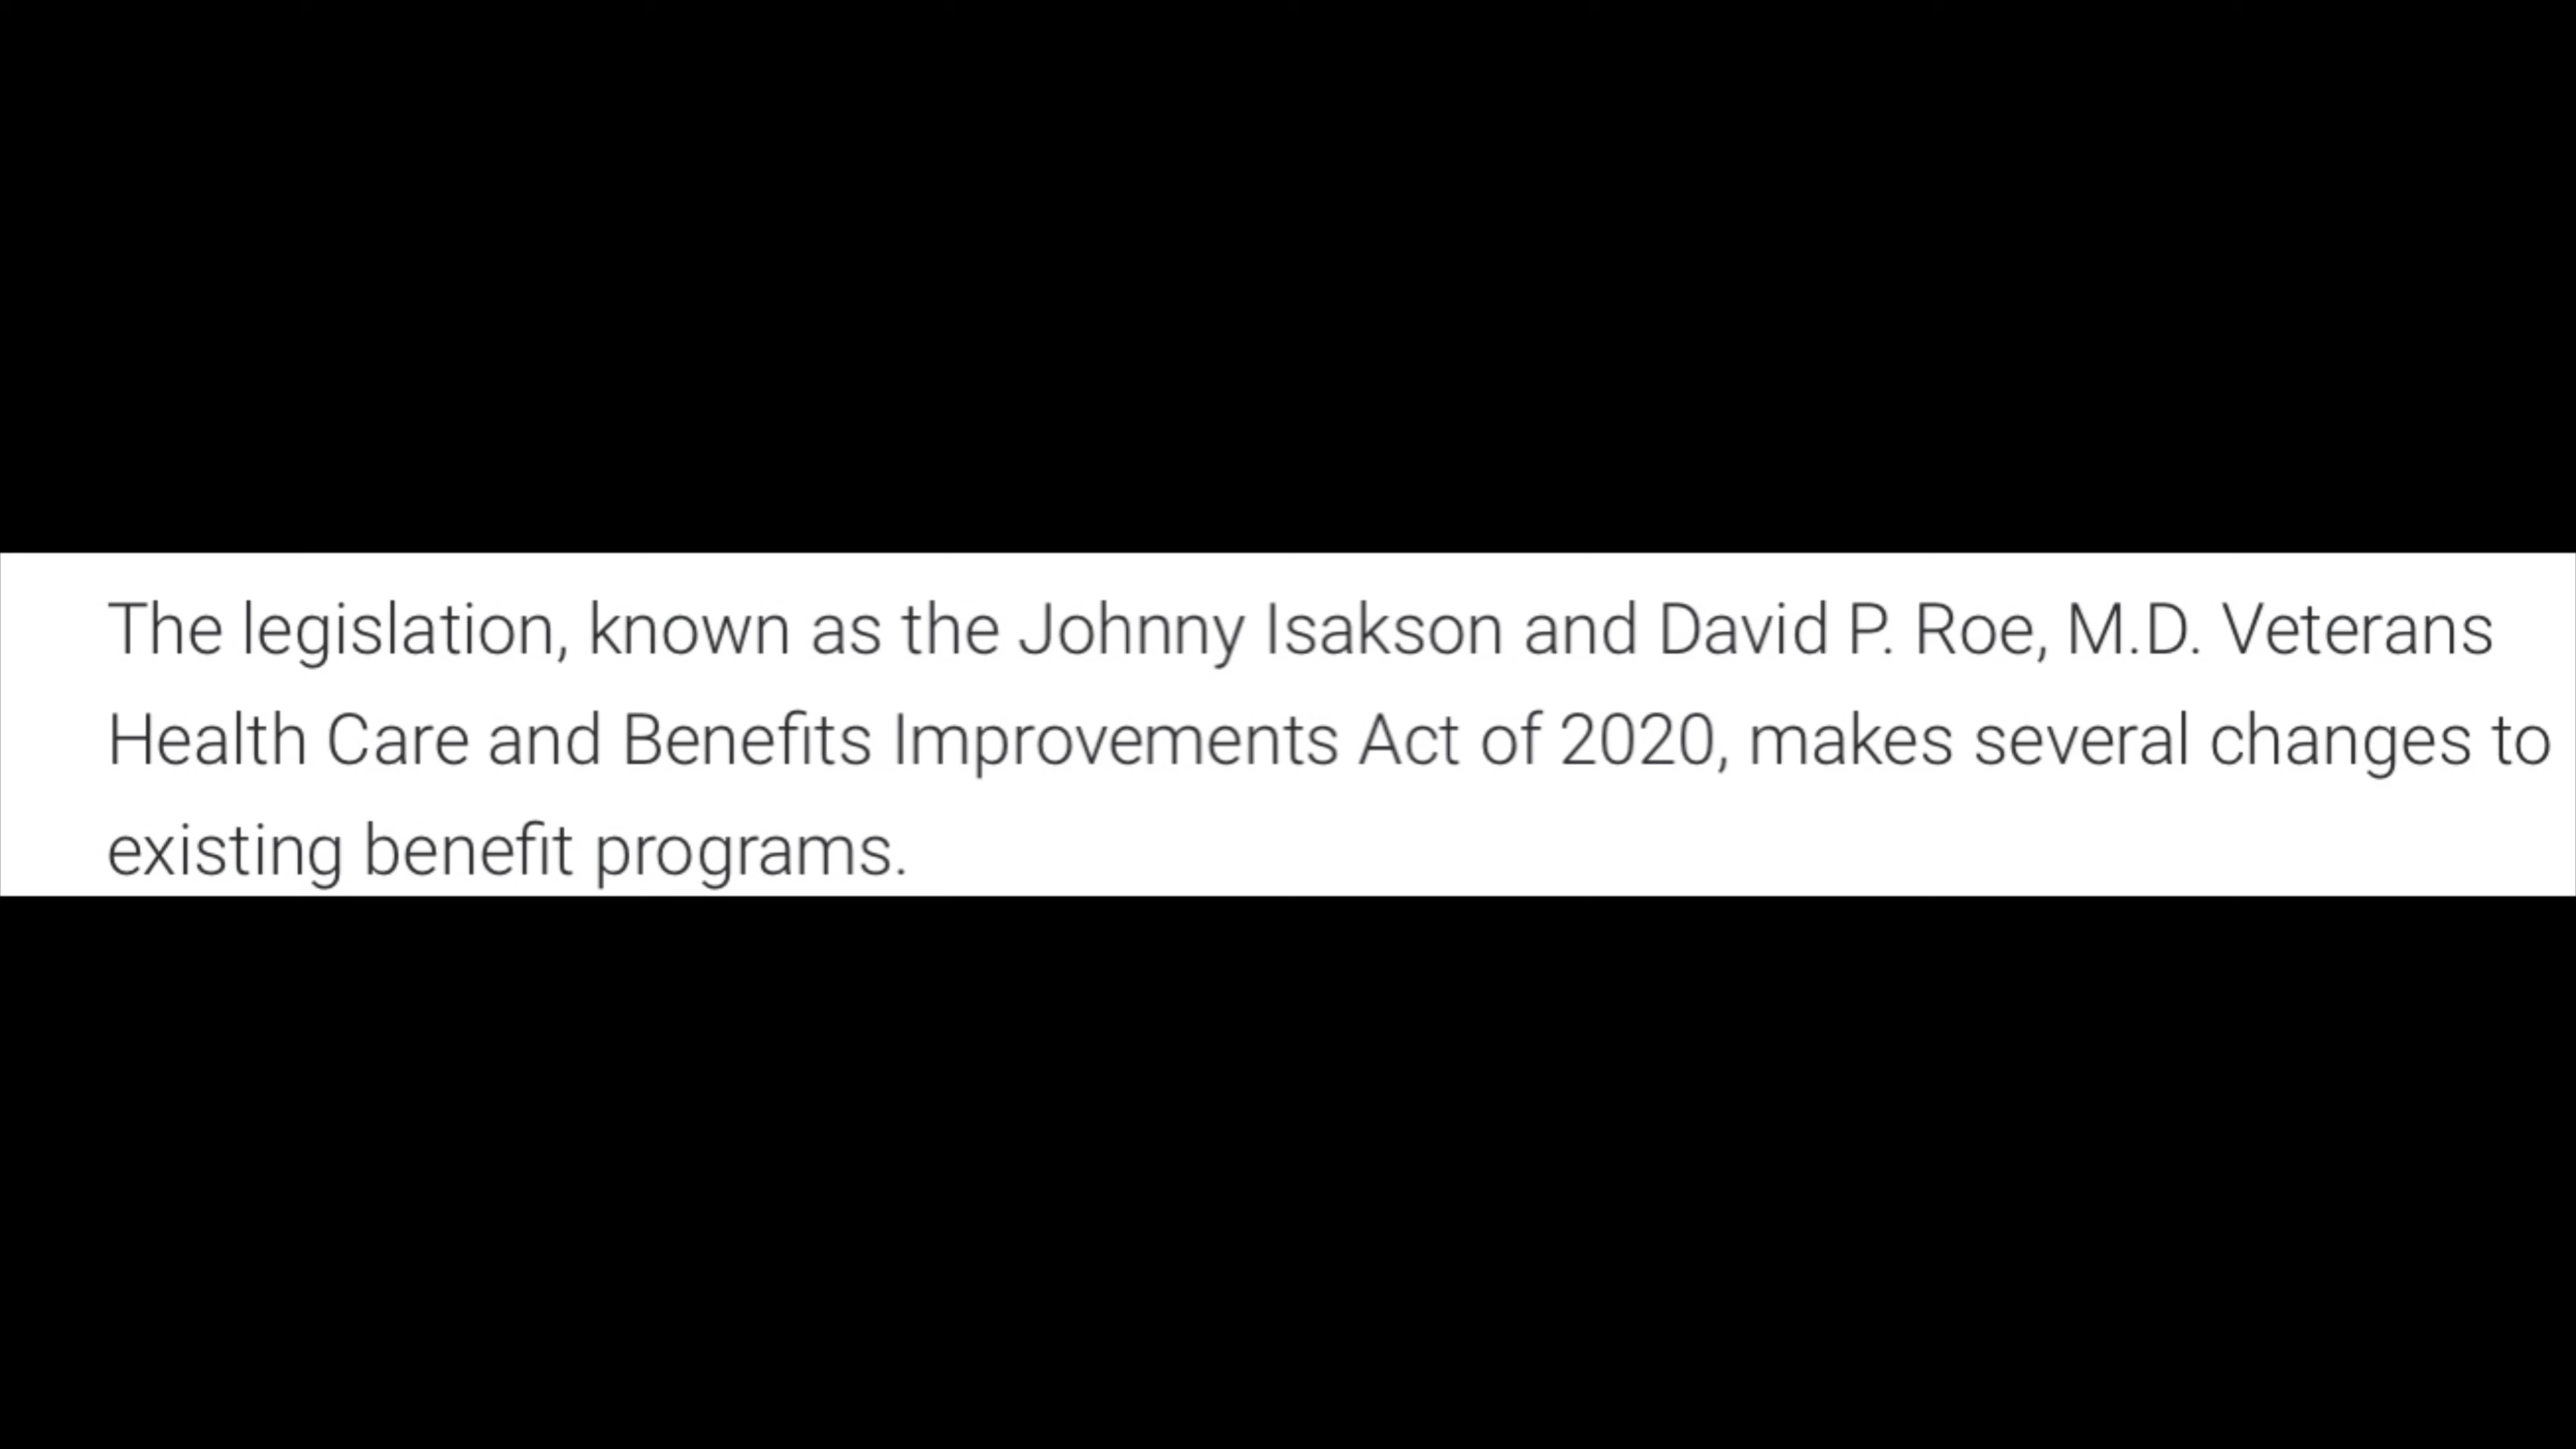 The legislation, known as the Johnny Isakson and David P. Roe, M.D. Veterans
Health Care and Benefits Improvements Act of 2020, makes several changes to
existing benefit programs.